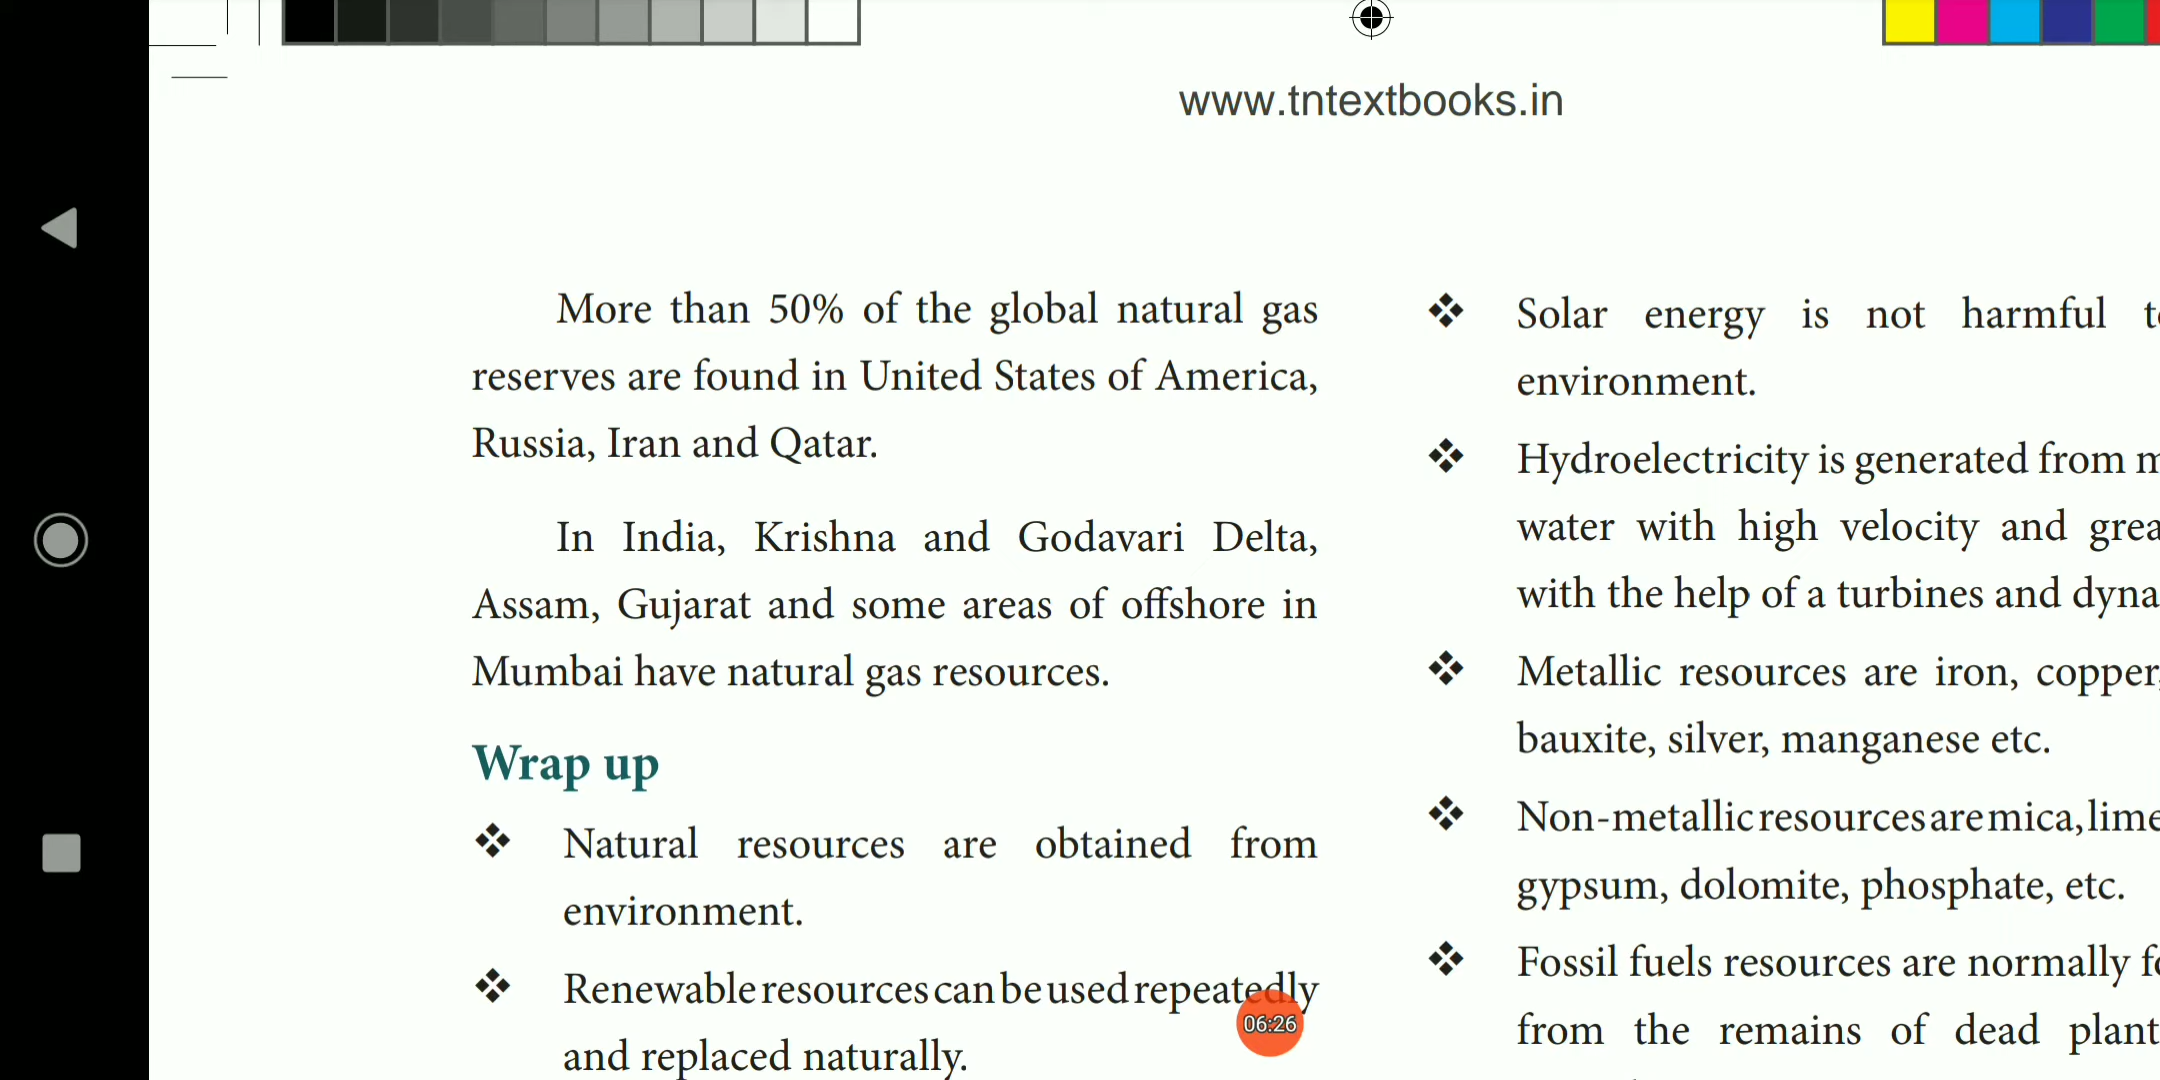 www.tntextbooks.in
More than 50% of the global natural gas
reserves are found in United States of America,
Russia, Iran and Qatar.
In India, Krishna and Godavari Delta,
Assam, Gujarat and some areas of offshore in
Mumbai have natural gas resources.
Wrap up
❖ Natural resources are obtained from
environment.
❖ Renewable resources can be used repeatedly
and replaced naturally.
❖ Solar energy is not harmful
environment.
❖ Hydroelectricity is generated from
water with high velocity and
with the help of a turbines and
❖ Metallic resources are iron, copper,
bauxite, silver, manganese etc.
❖ Non-metallic resources are mica,
gypsum, dolomite, phosphate, etc.
❖ Fossil fuels resources are normally
from the remains of dead
06:26